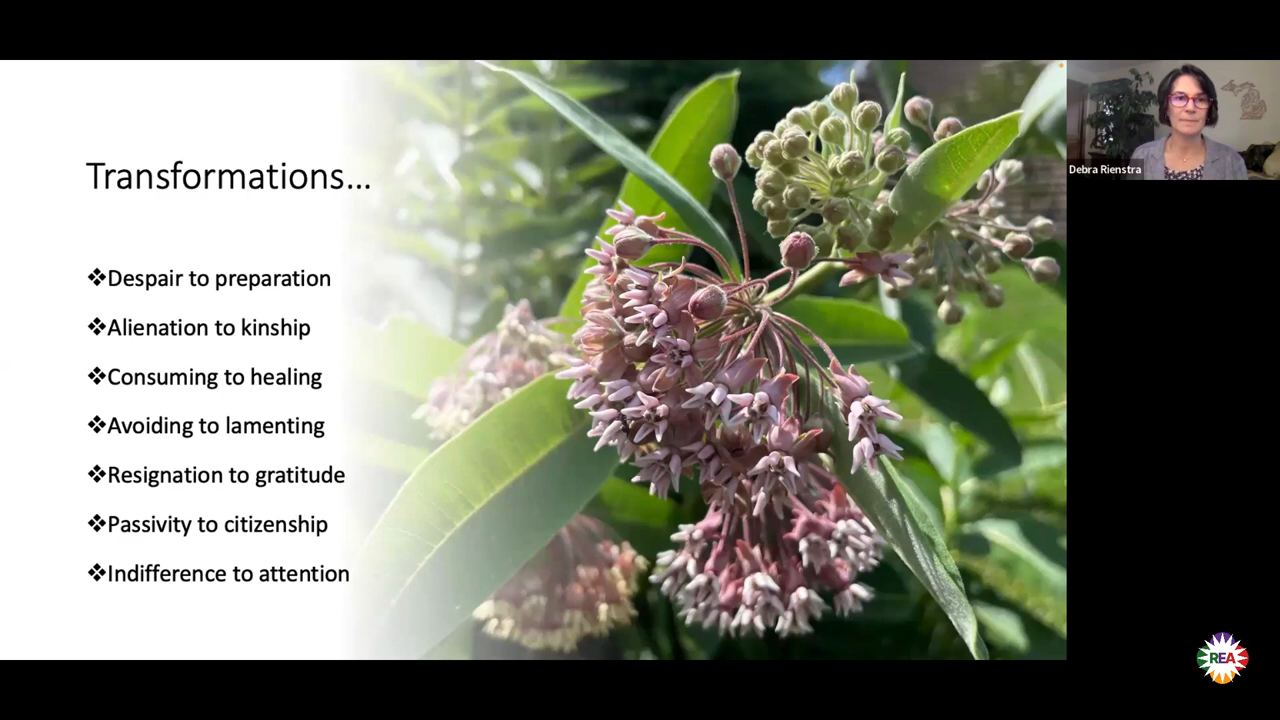 Transformations...
❖Despair to preparation
❖Alienation to kinship
❖Consuming to healing
❖Avoiding to lamenting
❖Resignation to gratitude
❖Passivity to citizenship
❖Indifference to attention
Debra Rienstra
REA